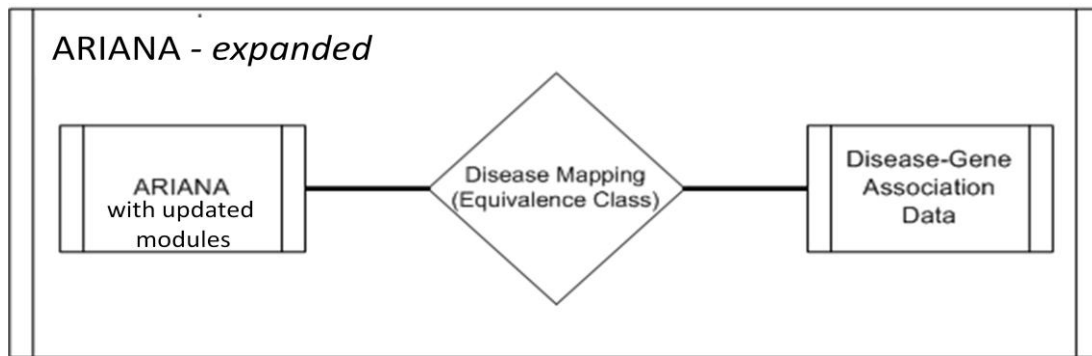 ARIANA - expanded
ARIANA
with updated
modules
Disease Mapping
(Equivalence Class)
Disease-Gene
Association
Data